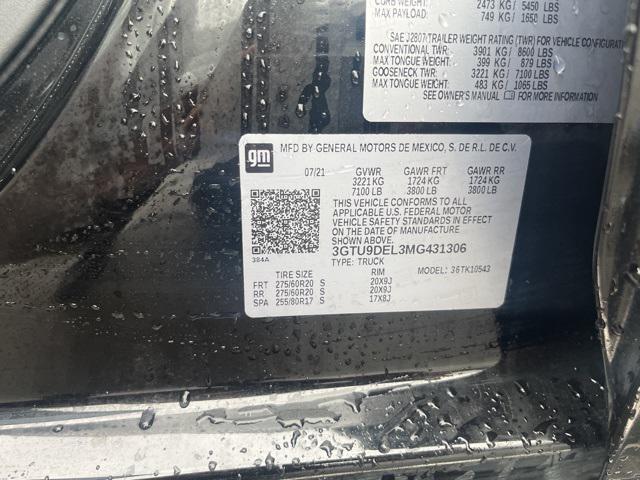 CURB WEIGHT 2473 KG / 5450 LBS
MAX PAYLOAD: 749 KG / 1650 LBS
SAE J2807 TRAILER WEIGHT RATING (TWR) FOR VEHICLE CONFIGURATI
CONVENTIONAL TWR: 3901 KG / 8600 LBS
MAX TONGUE WEIGHT: 399 KG / 879 LBS
GOOSENECK TWR: 3221 KG / 7100 LBS
MAX TONGUE WEIGHT: 483 KG / 1065 LBS
SEE OWNER'S MANUAL FOR MORE INFORMATION
gm
MFD BY GENERAL MOTORS DE MEXICO, S. DE R.L. DE C.V.
07/21 GVWR GAWR FRT GAWR RR
3221 KG 1724 KG 1724 KG
7100 LB 3800 LB 3800 LB
THIS VEHICLE CONFORMS TO ALL
APPLICABLE U.S. FEDERAL MOTOR
VEHICLE SAFETY STANDARDS IN EFFECT
ON THE DATE OF MANUFACTURE SHOWN ABOVE.
3GTU9DEL3MG431306
384A
TYPE: TRUCK
MODEL: 36TK10543
TIRE SIZE RIM
FRT 275/60R20 S 20X9J
RR 275/60R20 S 20X9J
SPA 255/80R17 S 17X8J